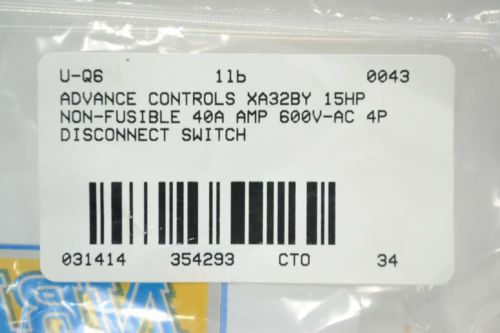 U-Q6 1lb 0043
ADVANCE CONTROLS XA32BY 15HP
NON-FUSIBLE 40A AMP 600V-AC 4P
DISCONNECT SWITCH
031414 354293 CTO 34